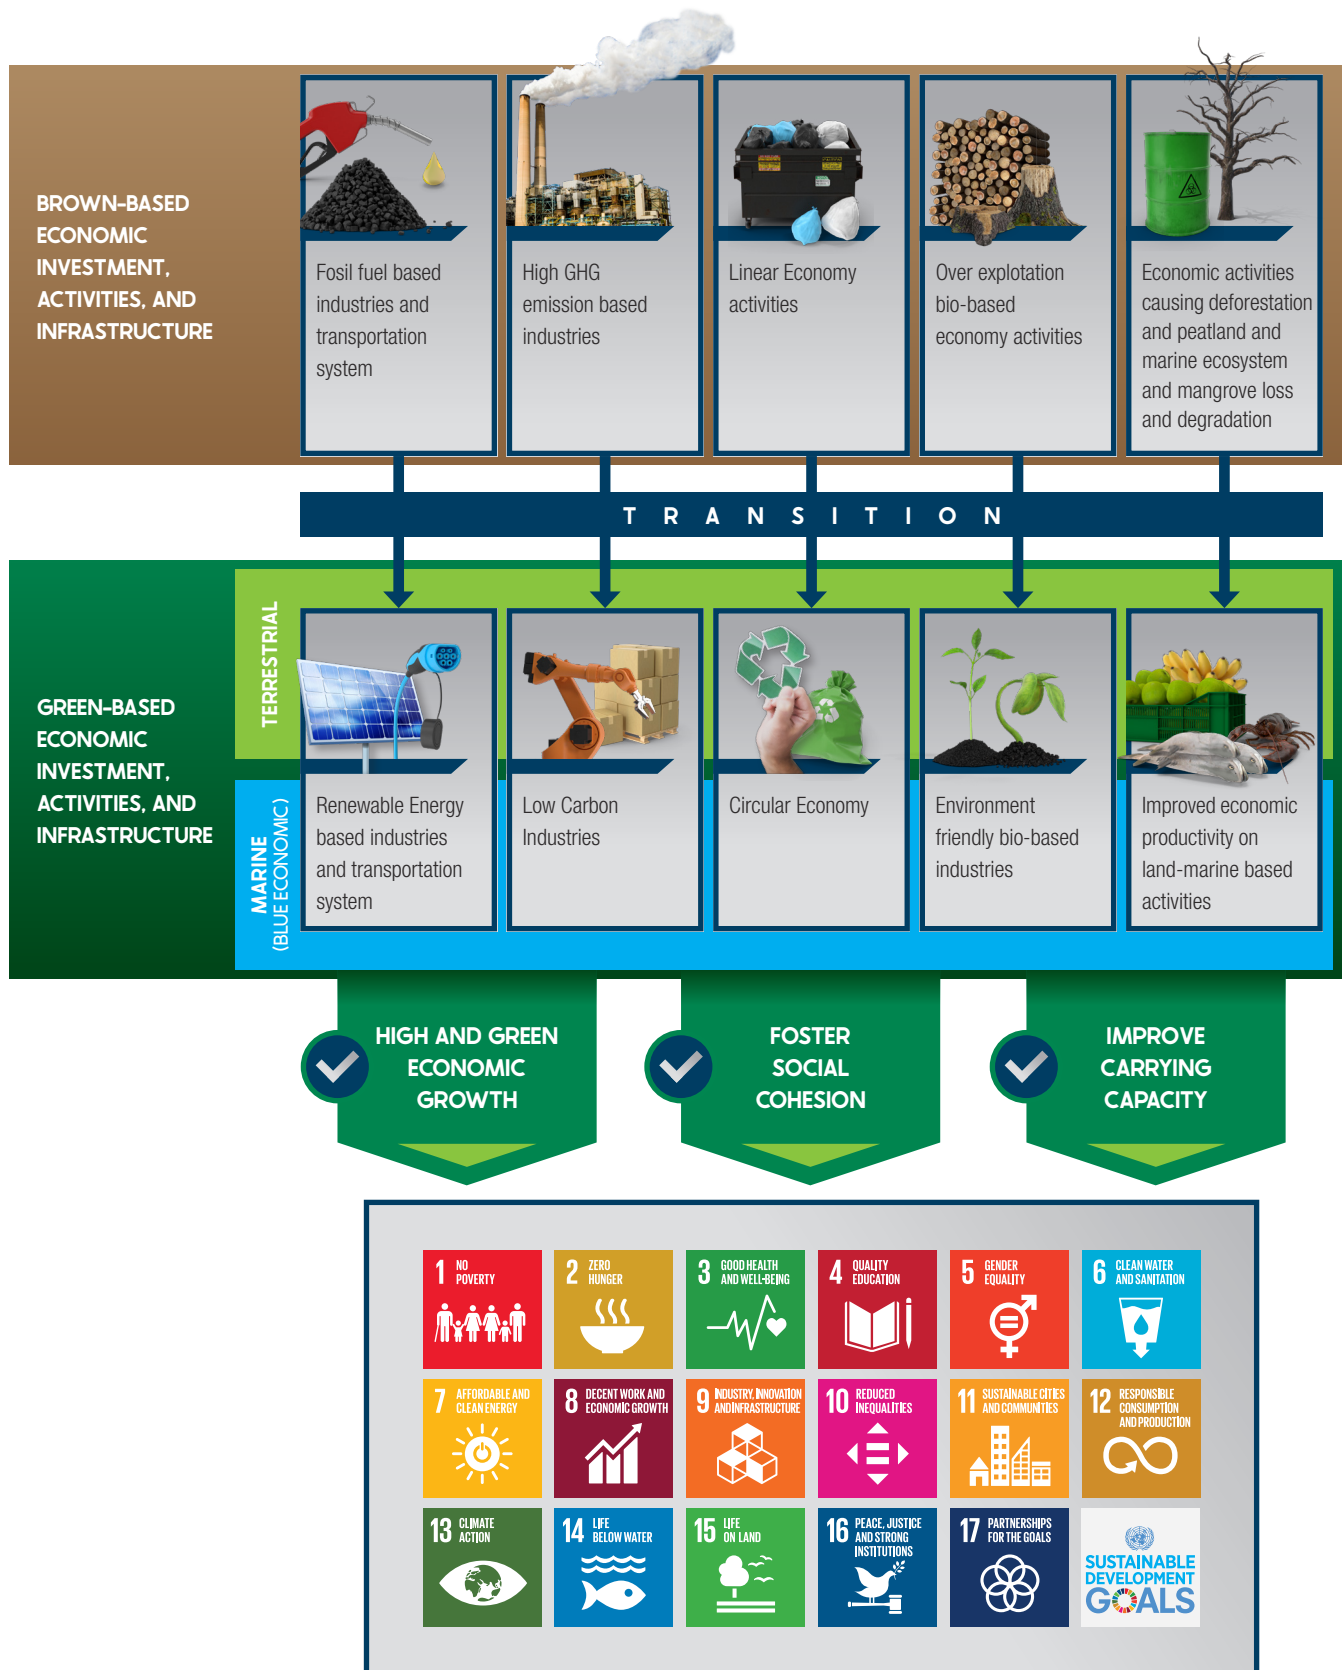 BROWN-BASED
ECONOMIC
INVESTMENT,
ACTIVITIES, AND
INFRASTRUCTURE
Fosil fuel based
industries and
transportation
system
High GHG
emission based
industries
Linear Economy
activities
Over explotation
bio-based
economy activities
Economic activities
causing deforestation
and peatland and
marine ecosystem
and mangrove loss
and degradation
TRANSITION
GREEN-BASED
ECONOMIC
INVESTMENT,
ACTIVITIES, AND
INFRASTRUCTURE
TERRESTRIAL
MARINE
(BLUE ECONOMIC)
Renewable Energy
based industries
and transportation
system
Low Carbon
Industries
Circular Economy
Environment
friendly bio-based
industries
Improved economic
productivity on
land-marine based
activities
HIGH AND GREEN
ECONOMIC
GROWTH
FOSTER
SOCIAL
COHESION
IMPROVE
CARRYING
CAPACITY
1 NO
POVERTY
2 ZERO
HUNGER
3 GOOD HEALTH
AND WELL-BEING
4 QUALITY
EDUCATION
5 GENDER
EQUALITY
6 CLEAN WATER
AND SANITATION
7 AFFORDABLE AND
CLEAN ENERGY
8 DECENT WORK AND
ECONOMIC GROWTH
9 INDUSTRY, INNOVATION
AND INFRASTRUCTURE
10 REDUCED
INEQUALITIES
11 SUSTAINABLE CITIES
AND COMMUNITIES
12 RESPONSIBLE
CONSUMPTION
AND PRODUCTION
13 CLIMATE
ACTION
14 LIFE
BELOW WATER
15 LIFE
ON LAND
16 PEACE, JUSTICE
AND STRONG
INSTITUTIONS
17 PARTNERSHIPS
FOR THE GOALS
SUSTAINABLE
DEVELOPMENT
GOALS